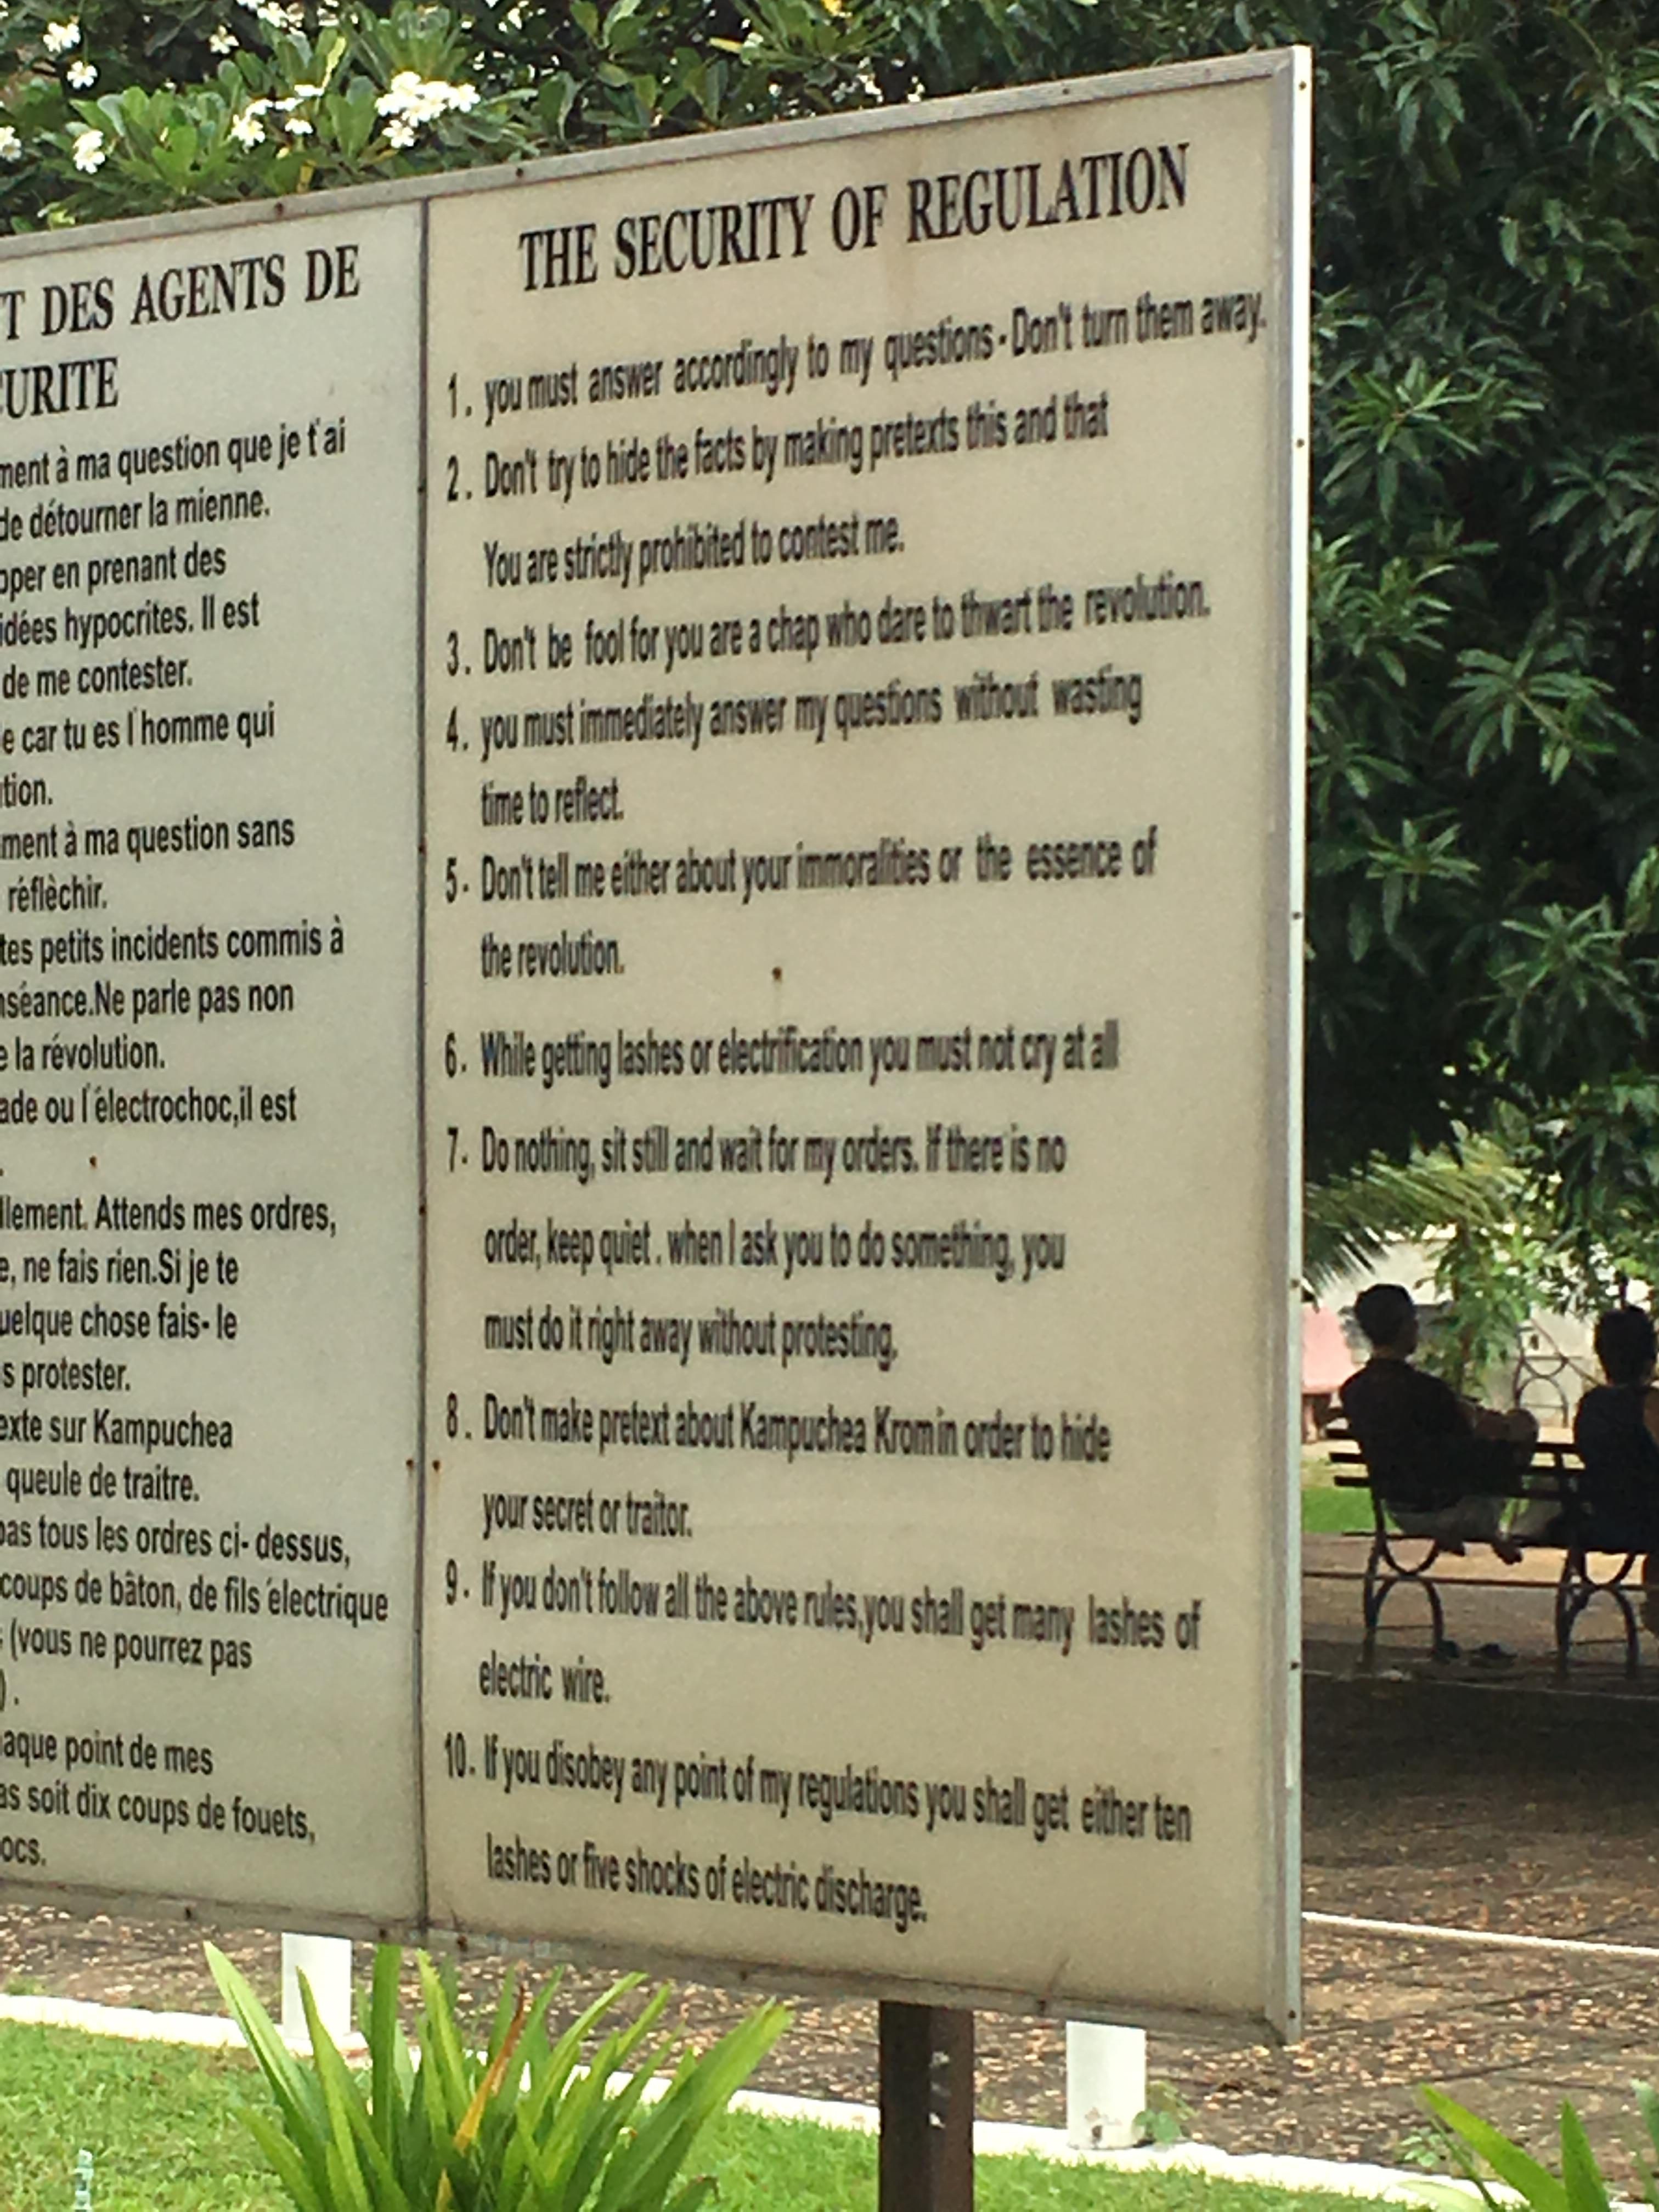 T DES AGENTS DE
CURITE
ment à ma question que je t'ai
de détourner la mienne.
pper en prenant des
idées hypocrites. Il est
de me contester.
e car tu es l'homme qui
tion.
ment à ma question sans
réflèchir.
tes petits incidents commis à
nséance.Ne parle pas non
e la révolution.
ade ou l'électrochoc,il est
.
llement. Attends mes ordres,
e, ne fais rien.Si je te
uelque chose fais- le
s protester.
exte sur Kampuchea
queule de traitre.
pas tous les ordres ci- dessus,
coups de bâton, de fils électrique
(vous ne pourrez pas
) .
aque point de mes
as soit dix coups de fouets,
ocs.
THE SECURITY OF REGULATION
1. you must answer accordingly to my questions - Don't turn them away.
2. Don't try to hide the facts by making pretexts this and that
You are strictly prohibited to contest me.
3. Don't be fool for you are a chap who dare to thwart the revolution.
4. you must immediately answer my questions without wasting
time to reflect.
5- Don't tell me either about your immoralities or the essence of
the revolution.
6. While getting lashes or electrification you must not cry at all
7- Do nothing, sit still and wait for my orders. If there is no
order, keep quiet . when I ask you to do something, you
must do it right away without protesting.
8. Don't make pretext about Kampuchea Krom in order to hide
your secret or traitor.
9- If you don't follow all the above rules,you shall get many lashes of
electric wire.
10. If you disobey any point of my regulations you shall get either ten
lashes or five shocks of electric discharge.